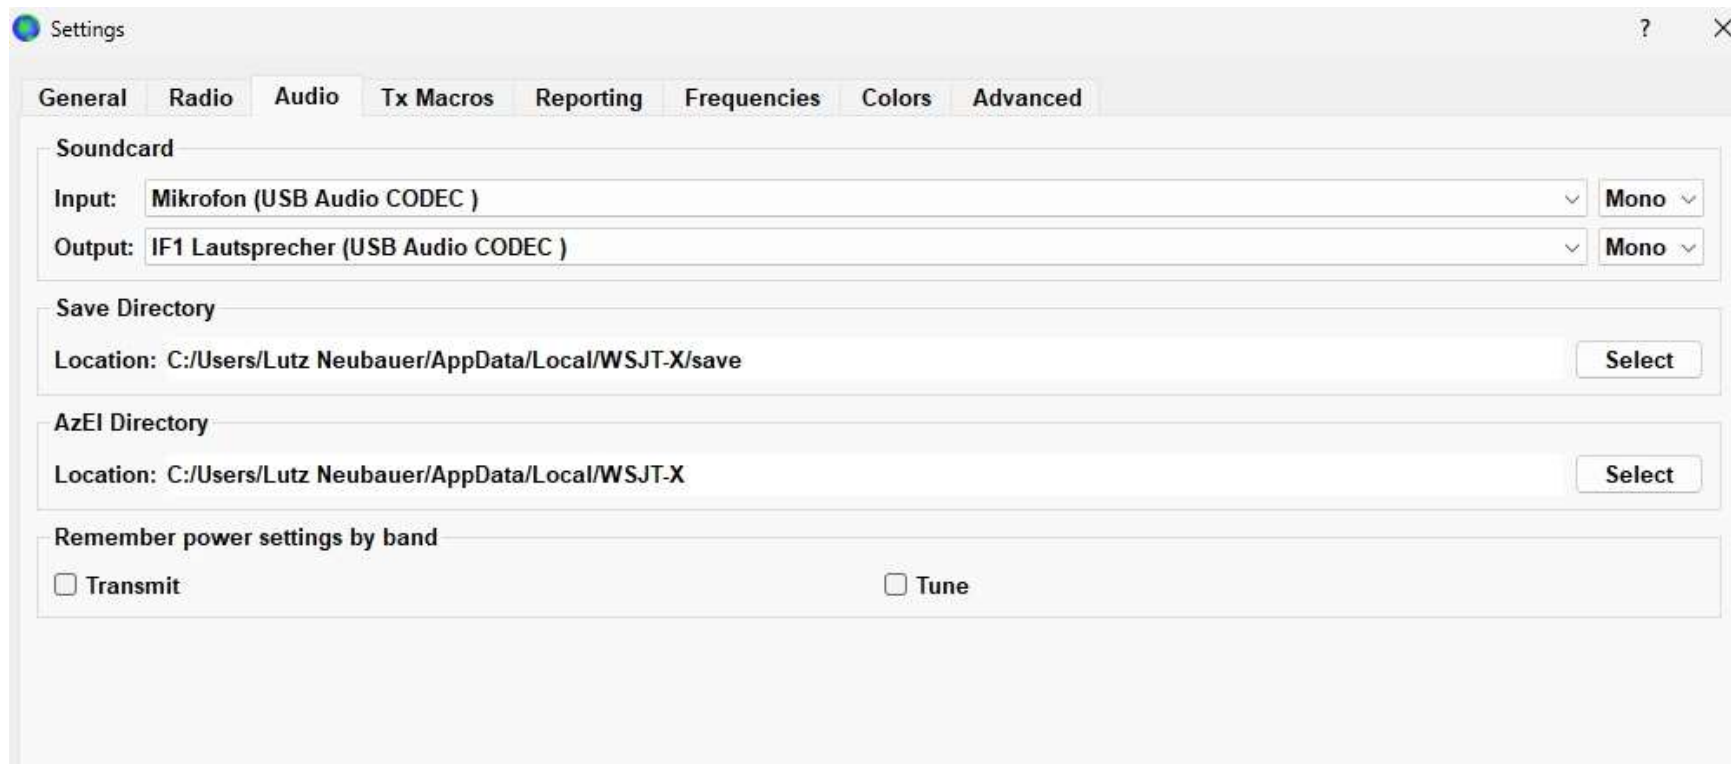 Settings ?
General Radio Audio Tx Macros Reporting Frequencies Colors Advanced
Soundcard
Input: Mikrofon (USB Audio CODEC ) Mono
Output: IF1 Lautsprecher (USB Audio CODEC ) Mono
Save Directory
Location: C:/Users/Lutz Neubauer/AppData/Local/WSJT-X/save Select
AzEl Directory
Location: C:/Users/Lutz Neubauer/AppData/Local/WSJT-X Select
Remember power settings by band
Transmit Tune